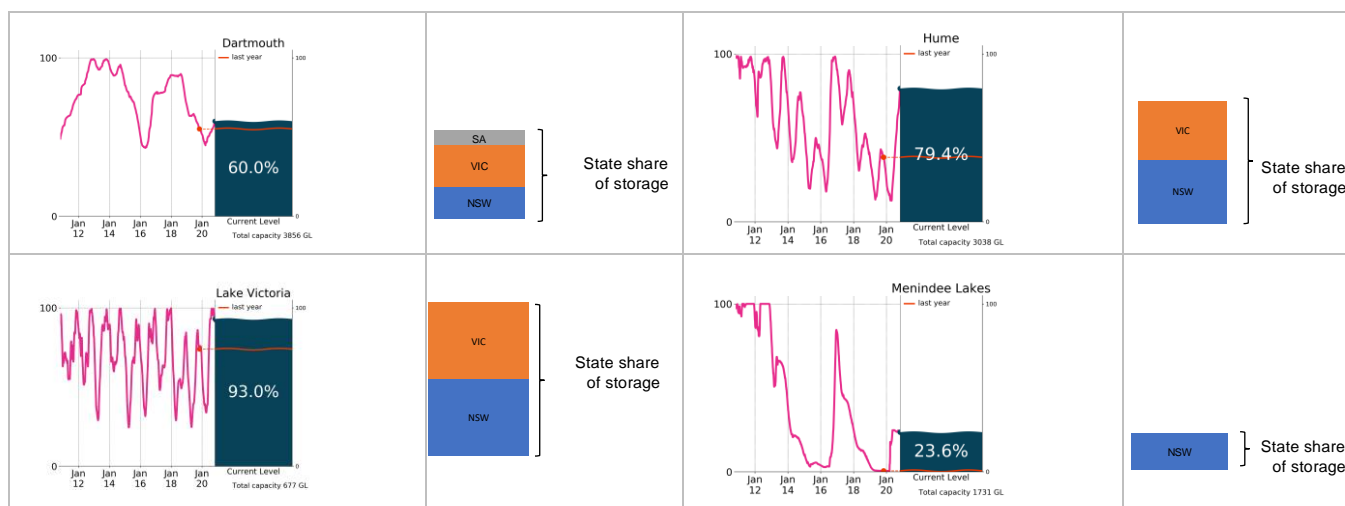 Dartmouth
last year
100
100
60.0%
0
0
Jan 12
Jan 14
Jan 16
Jan 18
Jan 20
Current Level
Total capacity 3856 GL
SA
VIC
NSW
State share
of storage
Hume
last year
100
100
79.4%
0
0
Jan 12
Jan 14
Jan 16
Jan 18
Jan 20
Current Level
Total capacity 3038 GL
VIC
NSW
State share
of storage
Lake Victoria
last year
100
100
93.0%
0
0
Jan 12
Jan 14
Jan 16
Jan 18
Jan 20
Current Level
Total capacity 677 GL
VIC
NSW
State share
of storage
Menindee Lakes
last year
100
100
23.6%
0
0
Jan 12
Jan 14
Jan 16
Jan 18
Jan 20
Current Level
Total capacity 1731 GL
NSW
State share
of storage